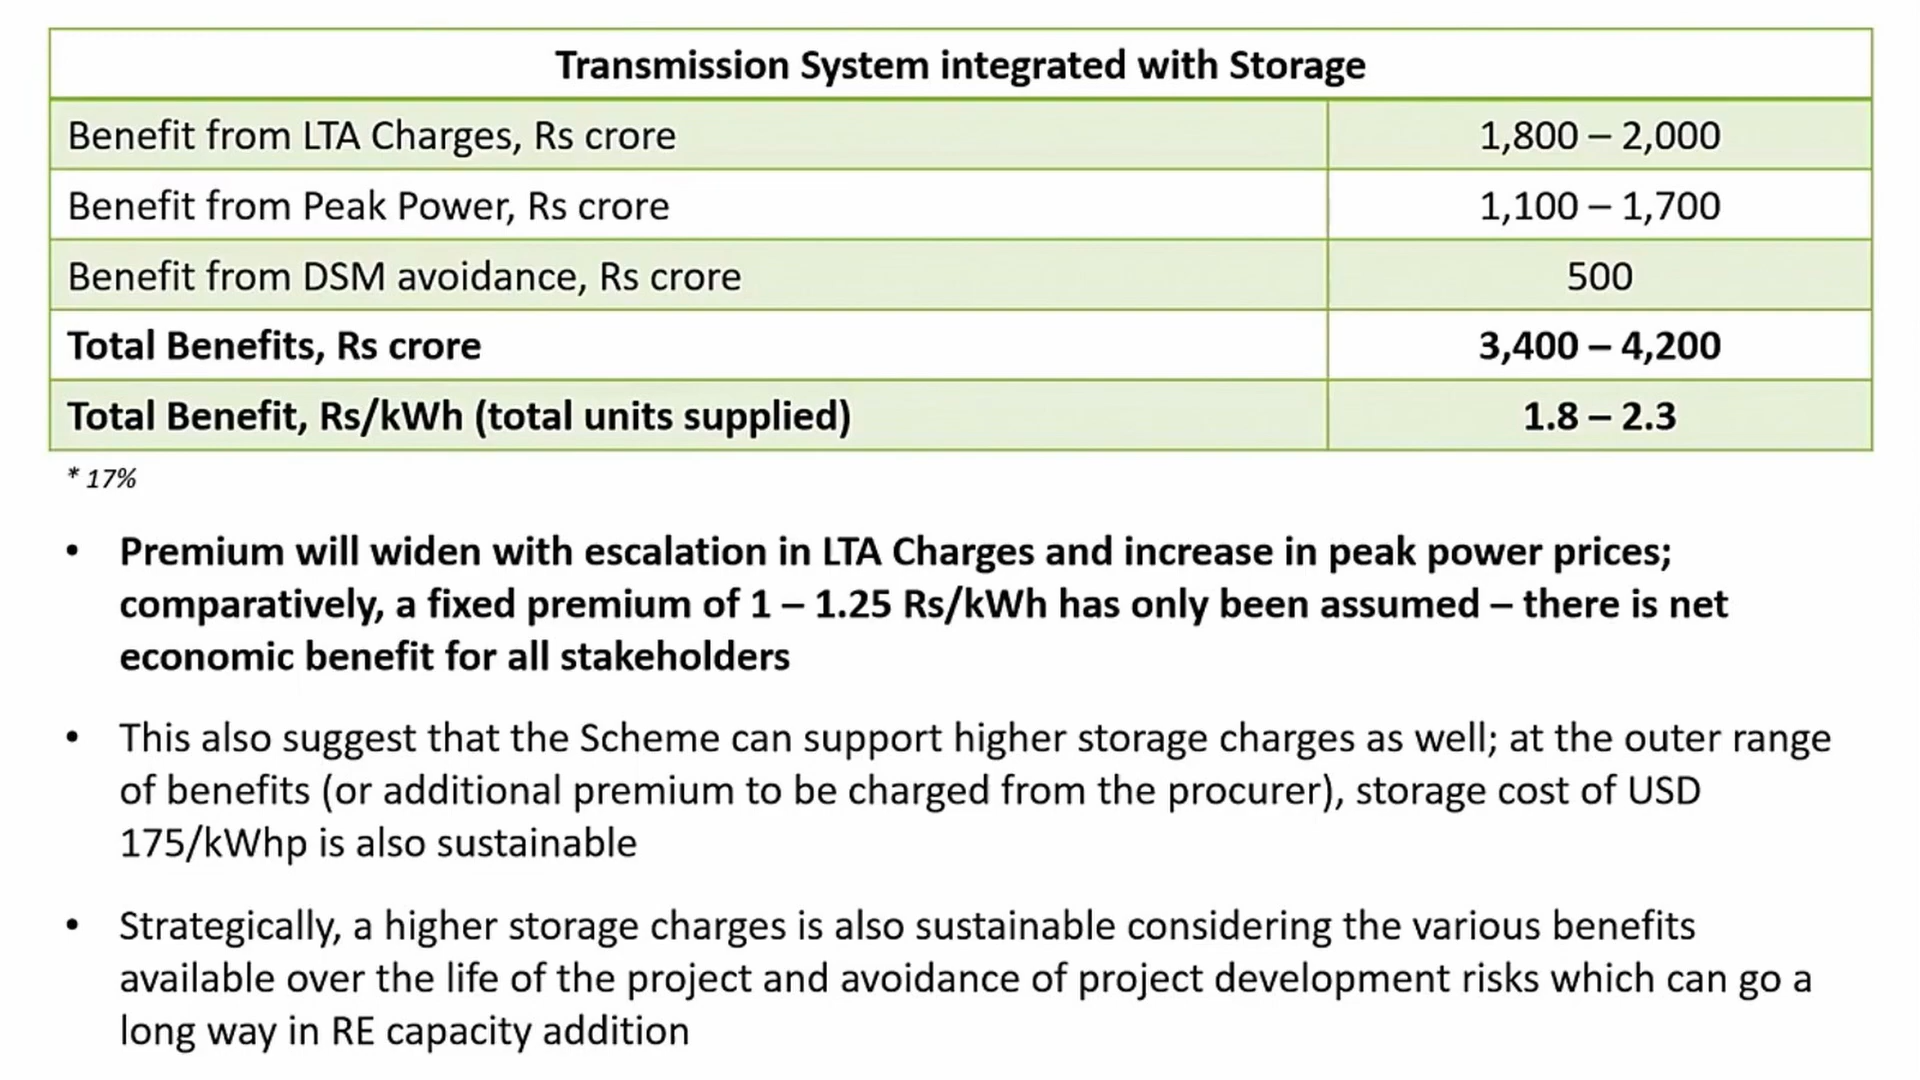 Transmission System integrated with Storage
Benefit from LTA Charges, Rs crore 1,800 – 2,000
Benefit from Peak Power, Rs crore 1,100 – 1,700
Benefit from DSM avoidance, Rs crore 500
Total Benefits, Rs crore 3,400 – 4,200
Total Benefit, Rs/kWh (total units supplied) 1.8 – 2.3
* 17%
• Premium will widen with escalation in LTA Charges and increase in peak power prices;
comparatively, a fixed premium of 1 – 1.25 Rs/kWh has only been assumed – there is net
economic benefit for all stakeholders
• This also suggest that the Scheme can support higher storage charges as well; at the outer range
of benefits (or additional premium to be charged from the procurer), storage cost of USD
175/kWhp is also sustainable
• Strategically, a higher storage charges is also sustainable considering the various benefits
available over the life of the project and avoidance of project development risks which can go a
long way in RE capacity addition